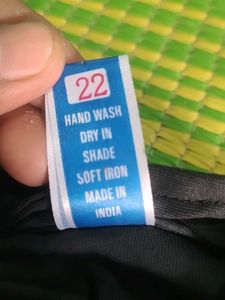 22
HAND WASH
DRY IN
SHADE
SOFT IRON
MADE IN
INDIA